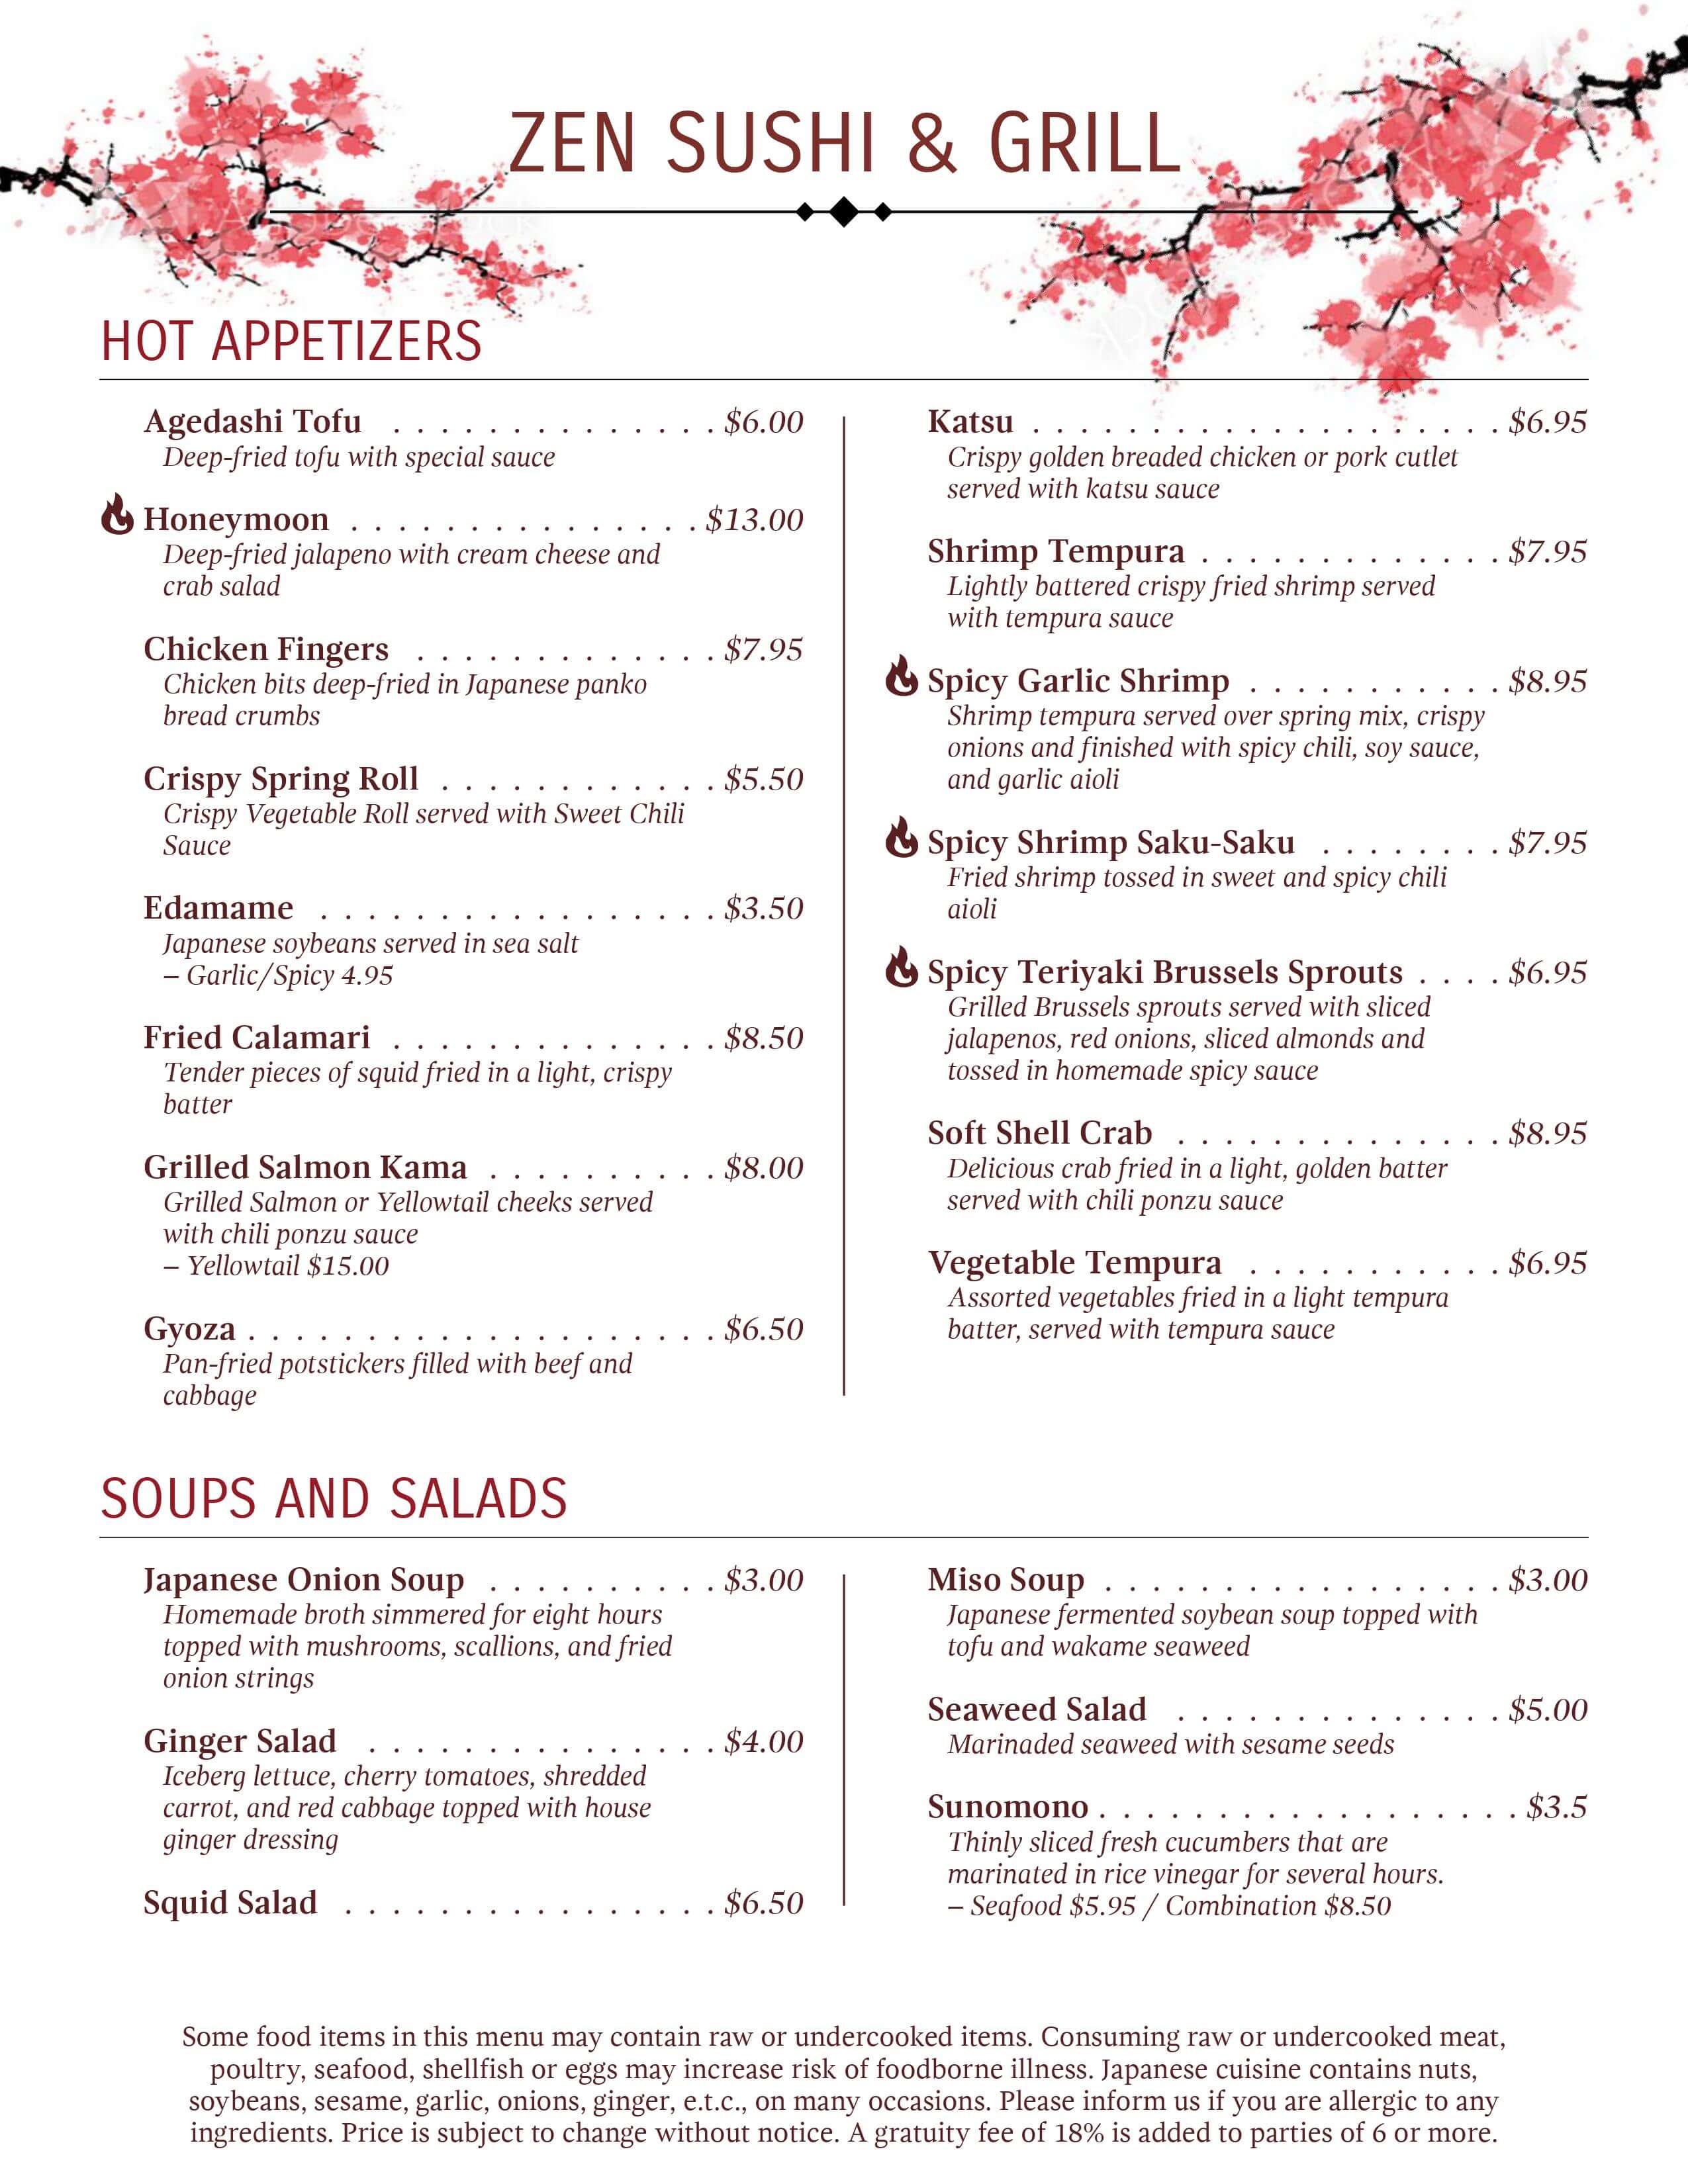 ZEN SUSHI & GRILL
HOT APPETIZERS
Agedashi Tofu . . . . . . . . . . . . . . $6.00
Deep-fried tofu with special sauce
Honeymoon . . . . . . . . . . . . . . . $13.00
Deep-fried jalapeno with cream cheese and
crab salad
Chicken Fingers . . . . . . . . . . . . . $7.95
Chicken bits deep-fried in Japanese panko
bread crumbs
Crispy Spring Roll . . . . . . . . . . . . $5.50
Crispy Vegetable Roll served with Sweet Chili
Sauce
Edamame . . . . . . . . . . . . . . . . . $3.50
Japanese soybeans served in sea salt
– Garlic/Spicy 4.95
Fried Calamari . . . . . . . . . . . . . . $8.50
Tender pieces of squid fried in a light, crispy
batter
Grilled Salmon Kama . . . . . . . . . . $8.00
Grilled Salmon or Yellowtail cheeks served
with chili ponzu sauce
– Yellowtail $15.00
Gyoza . . . . . . . . . . . . . . . . . . . . $6.50
Pan-fried potstickers filled with beef and
cabbage
Katsu . . . . . . . . . . . . . . . . . . . . $6.95
Crispy golden breaded chicken or pork cutlet
served with katsu sauce
Shrimp Tempura . . . . . . . . . . . . . $7.95
Lightly battered crispy fried shrimp served
with tempura sauce
Spicy Garlic Shrimp . . . . . . . . . . . $8.95
Shrimp tempura served over spring mix, crispy
onions and finished with spicy chili, soy sauce,
and garlic aioli
Spicy Shrimp Saku-Saku . . . . . . . . $7.95
Fried shrimp tossed in sweet and spicy chili
aioli
Spicy Teriyaki Brussels Sprouts . . . . $6.95
Grilled Brussels sprouts served with sliced
jalapenos, red onions, sliced almonds and
tossed in homemade spicy sauce
Soft Shell Crab . . . . . . . . . . . . . . $8.95
Delicious crab fried in a light, golden batter
served with chili ponzu sauce
Vegetable Tempura . . . . . . . . . . . $6.95
Assorted vegetables fried in a light tempura
batter, served with tempura sauce
SOUPS AND SALADS
Japanese Onion Soup . . . . . . . . . . $3.00
Homemade broth simmered for eight hours
topped with mushrooms, scallions, and fried
onion strings
Ginger Salad . . . . . . . . . . . . . . . $4.00
Iceberg lettuce, cherry tomatoes, shredded
carrot, and red cabbage topped with house
ginger dressing
Squid Salad . . . . . . . . . . . . . . . . $6.50
Miso Soup . . . . . . . . . . . . . . . . . $3.00
Japanese fermented soybean soup topped with
tofu and wakame seaweed
Seaweed Salad . . . . . . . . . . . . . . $5.00
Marinaded seaweed with sesame seeds
Sunomono . . . . . . . . . . . . . . . . . . $3.5
Thinly sliced fresh cucumbers that are
marinated in rice vinegar for several hours.
– Seafood $5.95 / Combination $8.50
Some food items in this menu may contain raw or undercooked items. Consuming raw or undercooked meat,
poultry, seafood, shellfish or eggs may increase risk of foodborne illness. Japanese cuisine contains nuts,
soybeans, sesame, garlic, onions, ginger, e.t.c., on many occasions. Please inform us if you are allergic to any
ingredients. Price is subject to change without notice. A gratuity fee of 18% is added to parties of 6 or more.